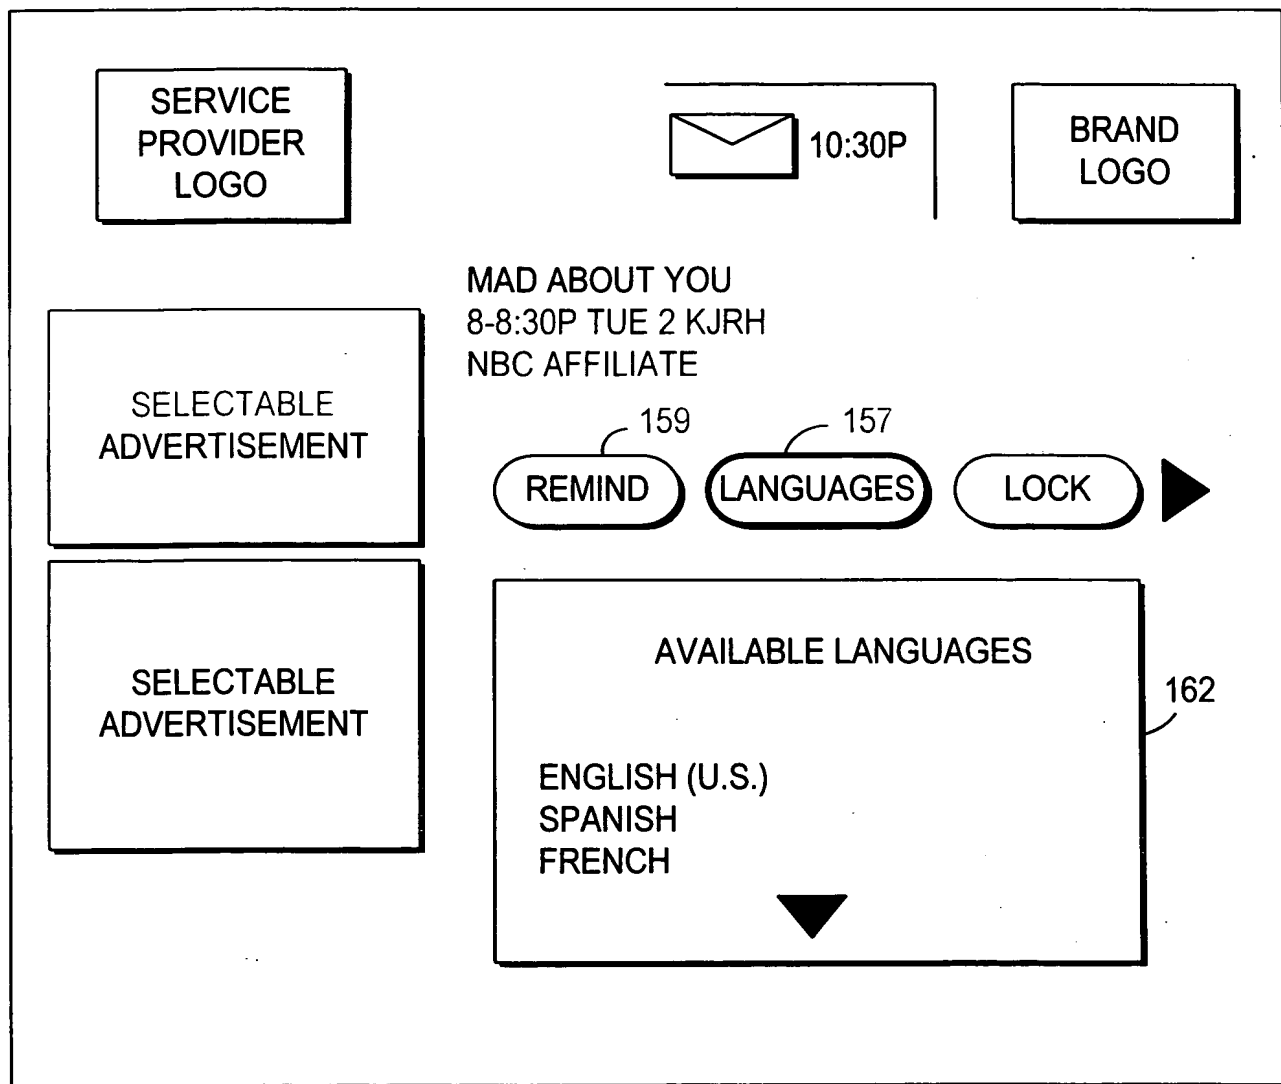 SERVICE
PROVIDER
LOGO
10:30P
BRAND
LOGO
MAD ABOUT YOU
8-8:30P TUE 2 KJRH
NBC AFFILIATE
SELECTABLE
ADVERTISEMENT
159
157
REMIND
LANGUAGES
LOCK
SELECTABLE
ADVERTISEMENT
AVAILABLE LANGUAGES
162
ENGLISH (U.S.)
SPANISH
FRENCH